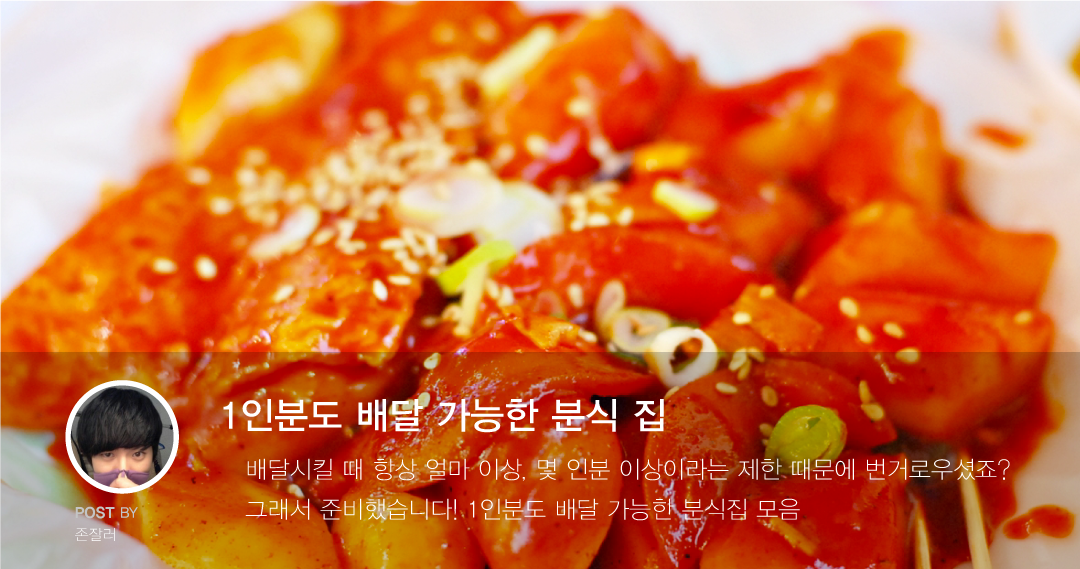 1인분도 배달 가능한 분식 집
배달시킬 때 항상 얼마 이상, 몇 인분 이상이라는 제한 때문에 번거로우셨죠?
그래서 준비했습니다! 1인분도 배달 가능한 분식집 모음
POST BY
존잘러